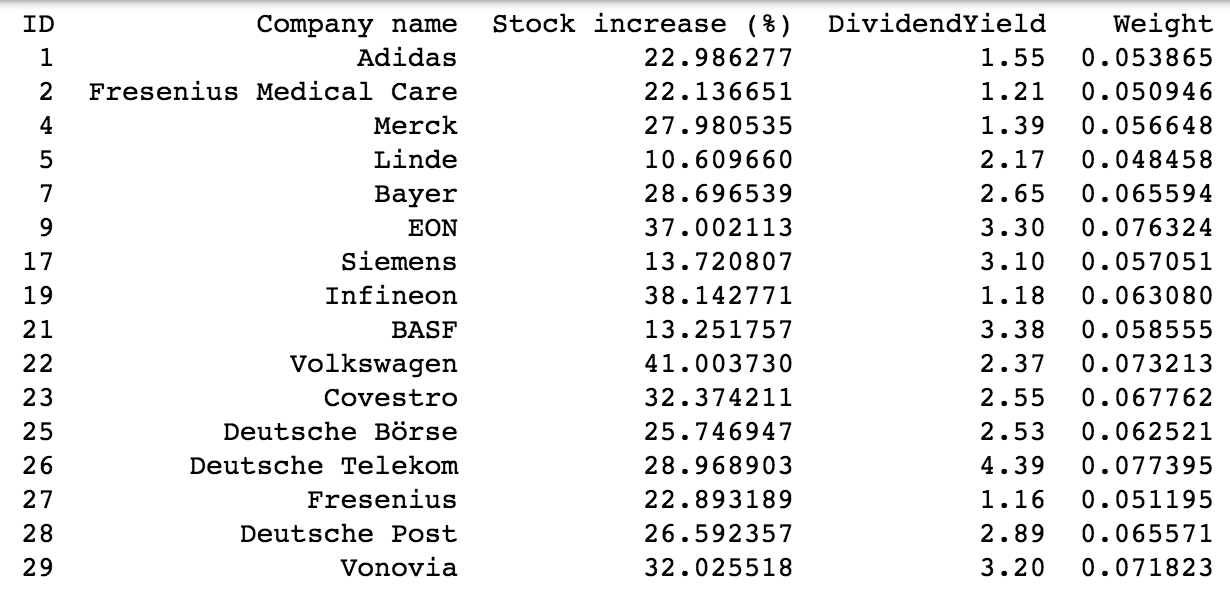 ID Company name Stock increase (%) DividendYield Weight
1 Adidas 22.986277 1.55 0.053865
2 Fresenius Medical Care 22.136651 1.21 0.050946
4 Merck 27.980535 1.39 0.056648
5 Linde 10.609660 2.17 0.048458
7 Bayer 28.696539 2.65 0.065594
9 EON 37.002113 3.30 0.076324
17 Siemens 13.720807 3.10 0.057051
19 Infineon 38.142771 1.18 0.063080
21 BASF 13.251757 3.38 0.058555
22 Volkswagen 41.003730 2.37 0.073213
23 Covestro 32.374211 2.55 0.067762
25 Deutsche Börse 25.746947 2.53 0.062521
26 Deutsche Telekom 28.968903 4.39 0.077395
27 Fresenius 22.893189 1.16 0.051195
28 Deutsche Post 26.592357 2.89 0.065571
29 Vonovia 32.025518 3.20 0.071823